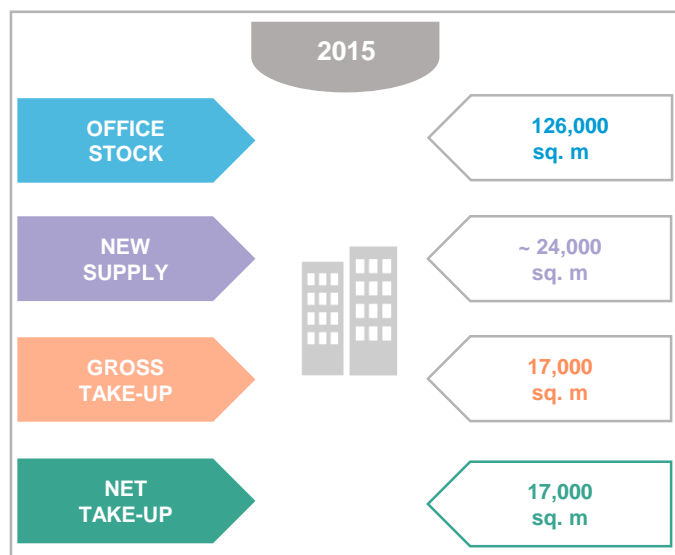 2015
OFFICE
STOCK
126,000
sq. m
NEW
SUPPLY
~ 24,000
sq. m
GROSS
TAKE-UP
17,000
sq. m
NET
TAKE-UP
17,000
sq. m